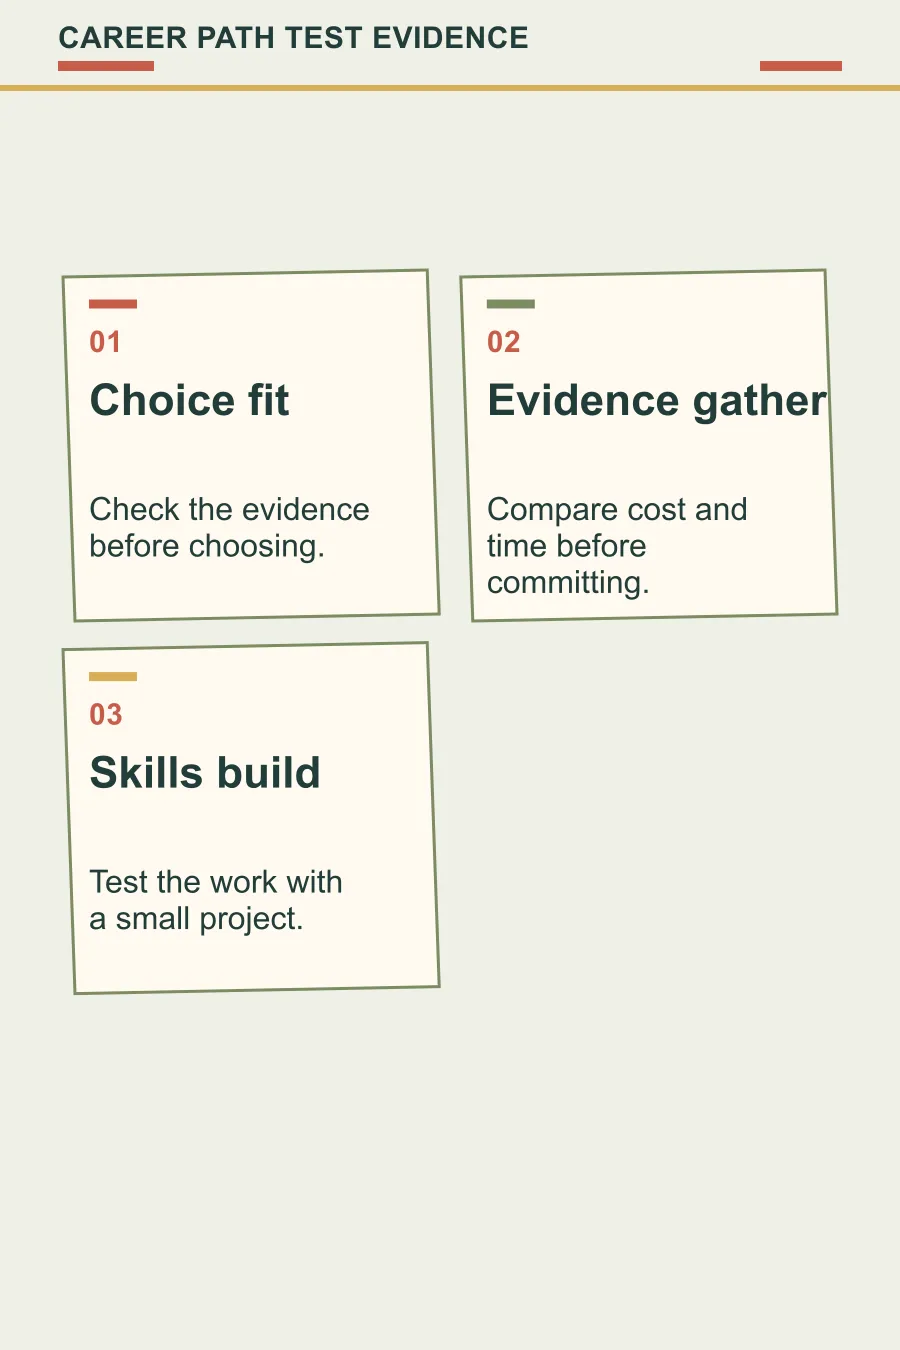 CAREER PATH TEST EVIDENCE
01
Choice fit
Check the evidence
before choosing.
02
Evidence gather
Compare cost and
time before
committing.
03
Skills build
Test the work with
a small project.